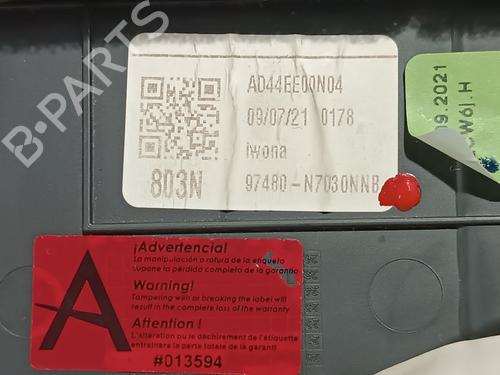 B-PARTS
AD44EE00N04
09/07/21 0178
iwona
8D3N
97480-N7030NNB
09.2021
¡Advertencia!
La manipulación o rotura de la etiqueta
supone la pérdida completa de la garantía
Warning!
Tampering with or breaking the label will
result in complete loss of the warranty
Attention !
L'altération ou le déchirement de l'étiquette
entraînera la perte totale de la garanti
#013594
A